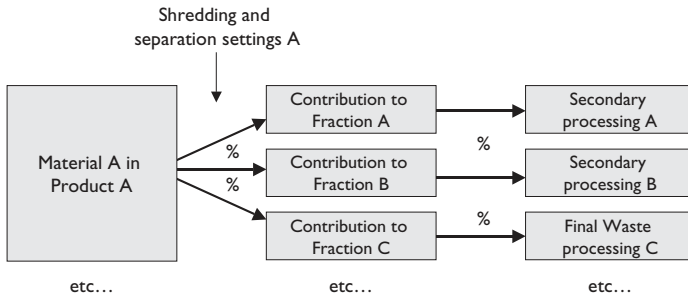 Shredding and
separation settings A
Material A in
Product A
%
%
Contribution to
Fraction A
Contribution to
Fraction B
Contribution to
Fraction C
%
%
Secondary
processing A
Secondary
processing B
Final Waste
processing C
etc…
etc…
etc…